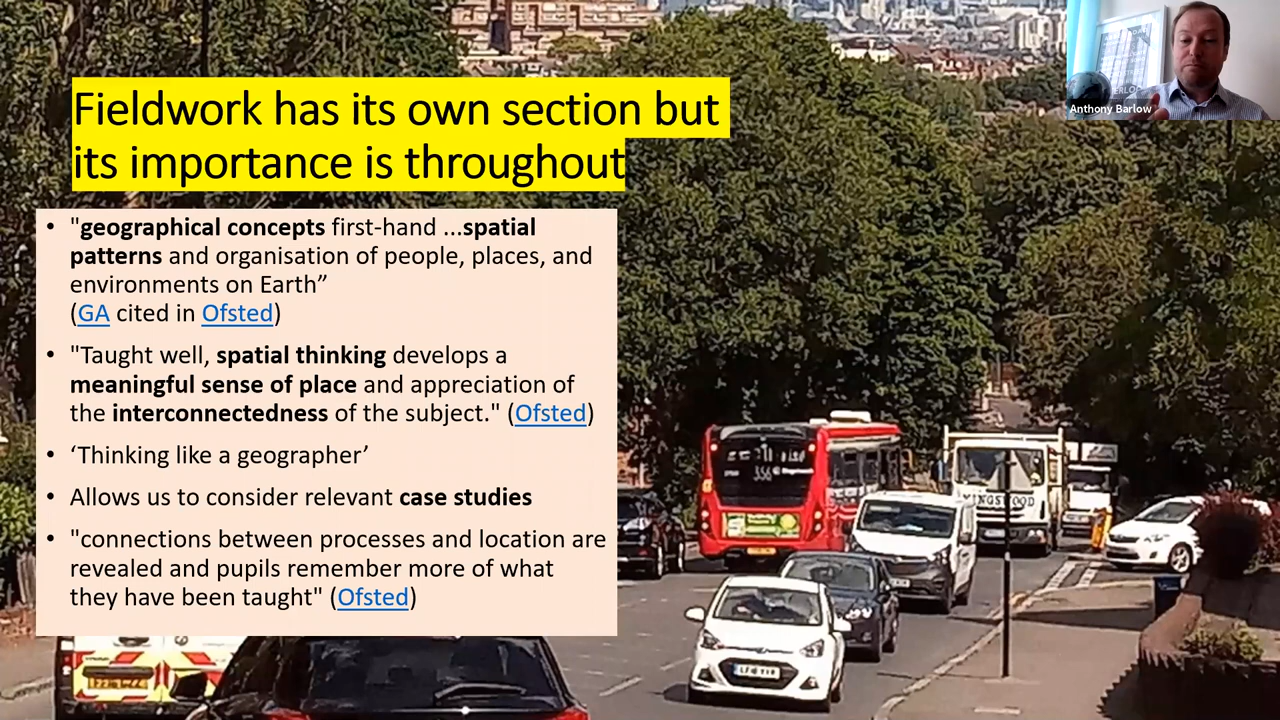 Fieldwork has its own section but
its importance is throughout
Anthony Barlow
• "geographical concepts first-hand ...spatial
patterns and organisation of people, places, and
environments on Earth”
(GA cited in Ofsted)
• "Taught well, spatial thinking develops a
meaningful sense of place and appreciation of
the interconnectedness of the subject." (Ofsted)
• ‘Thinking like a geographer’
• Allows us to consider relevant case studies
• "connections between processes and location are
revealed and pupils remember more of what
they have been taught" (Ofsted)
356
KINGSWOOD